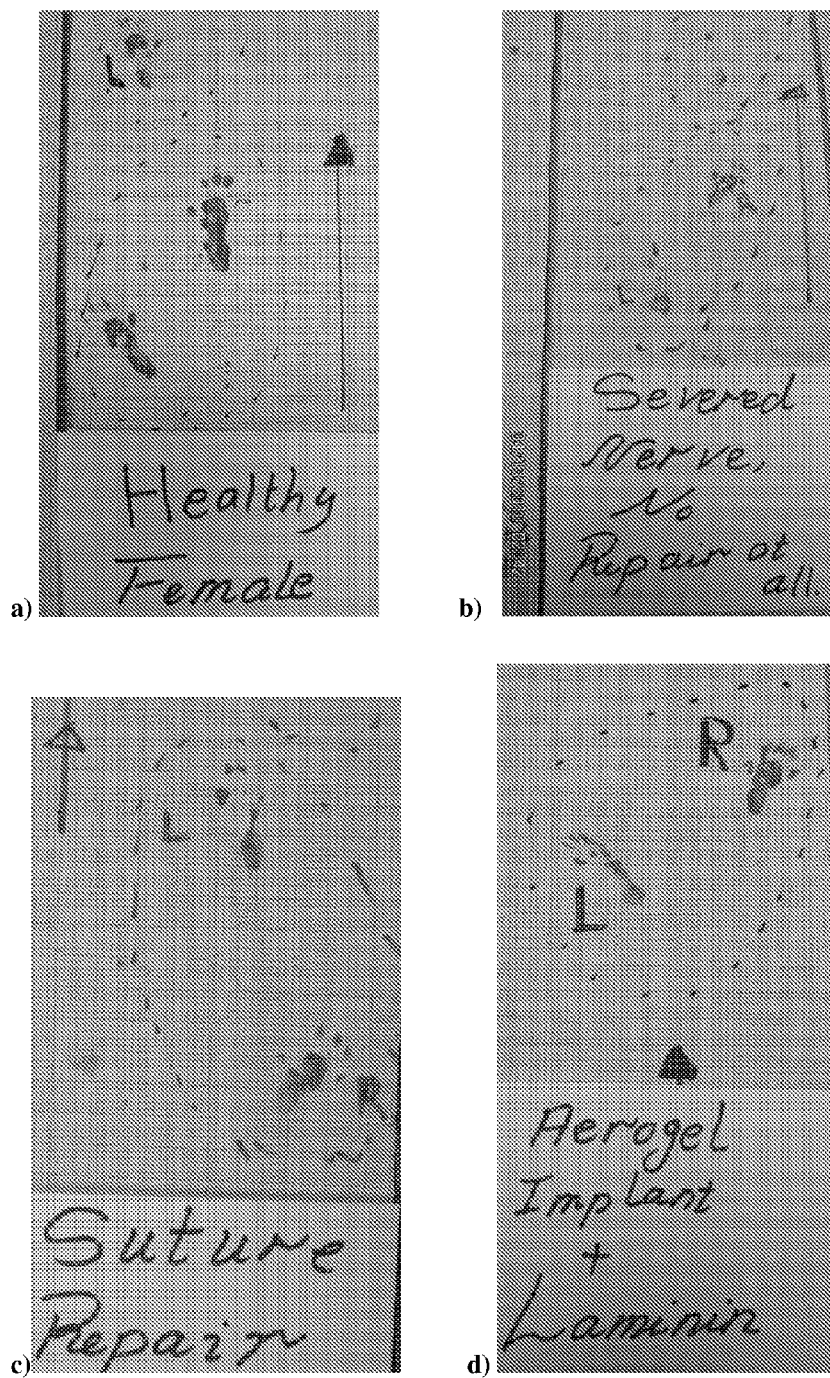 L
Healthy
Female
a)
L
Severed
Nerve,
No
Repair at
all.
b)
L
R
Suture
Repair
c)
R
L
Aerogel
Implant
+
Laminin
d)